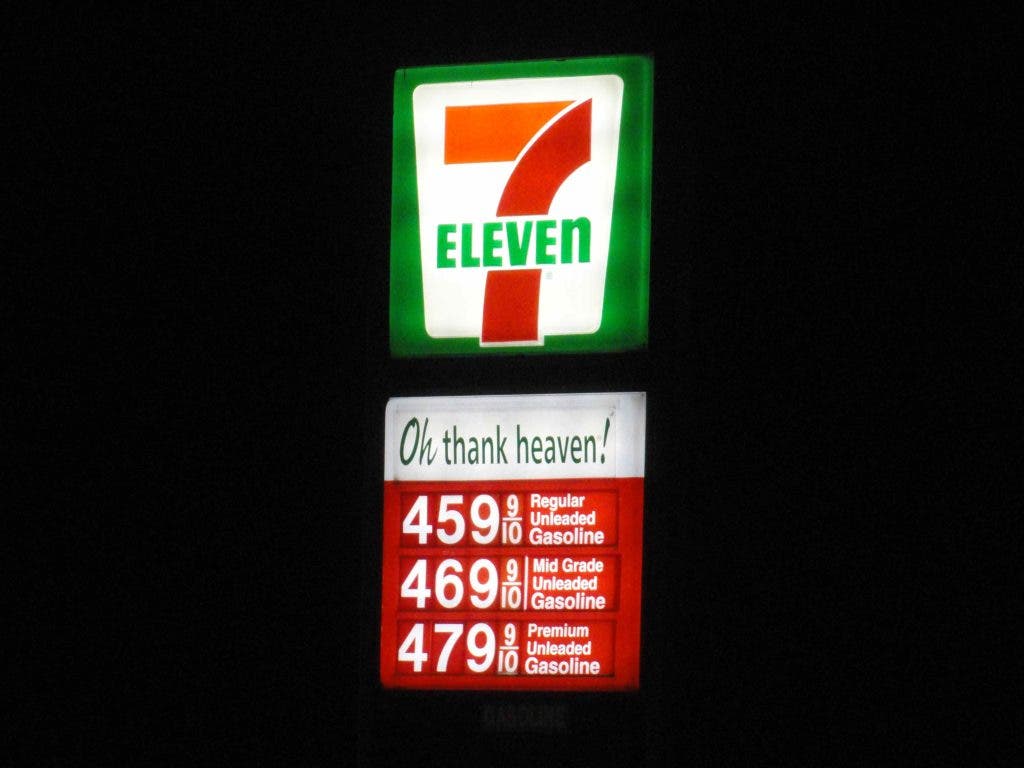 7
ELEVEn
Oh thank heaven!
459 9/10 Regular
Unleaded
Gasoline
469 9/10 Mid Grade
Unleaded
Gasoline
479 9/10 Premium
Unleaded
Gasoline
GASOLINE